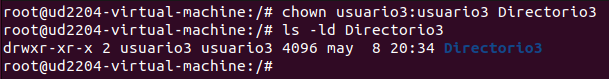 root@ud2204-virtual-machine:/# chown usuario3:usuario3 Directorio3
root@ud2204-virtual-machine:/# ls -ld Directorio3
drwxr-xr-x 2 usuario3 usuario3 4096 may  8 20:34 Directorio3
root@ud2204-virtual-machine:/#